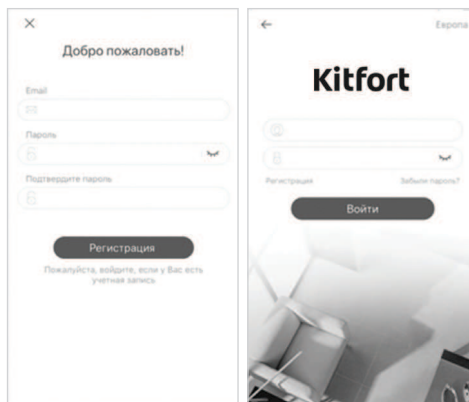 Добро пожаловать!
Email
Пароль
Подтвердите пароль
Регистрация
Пожалуйста, войдите, если у Вас есть
учетная запись
Европа
Kitfort
Регистрация
Забыли пароль?
Войти